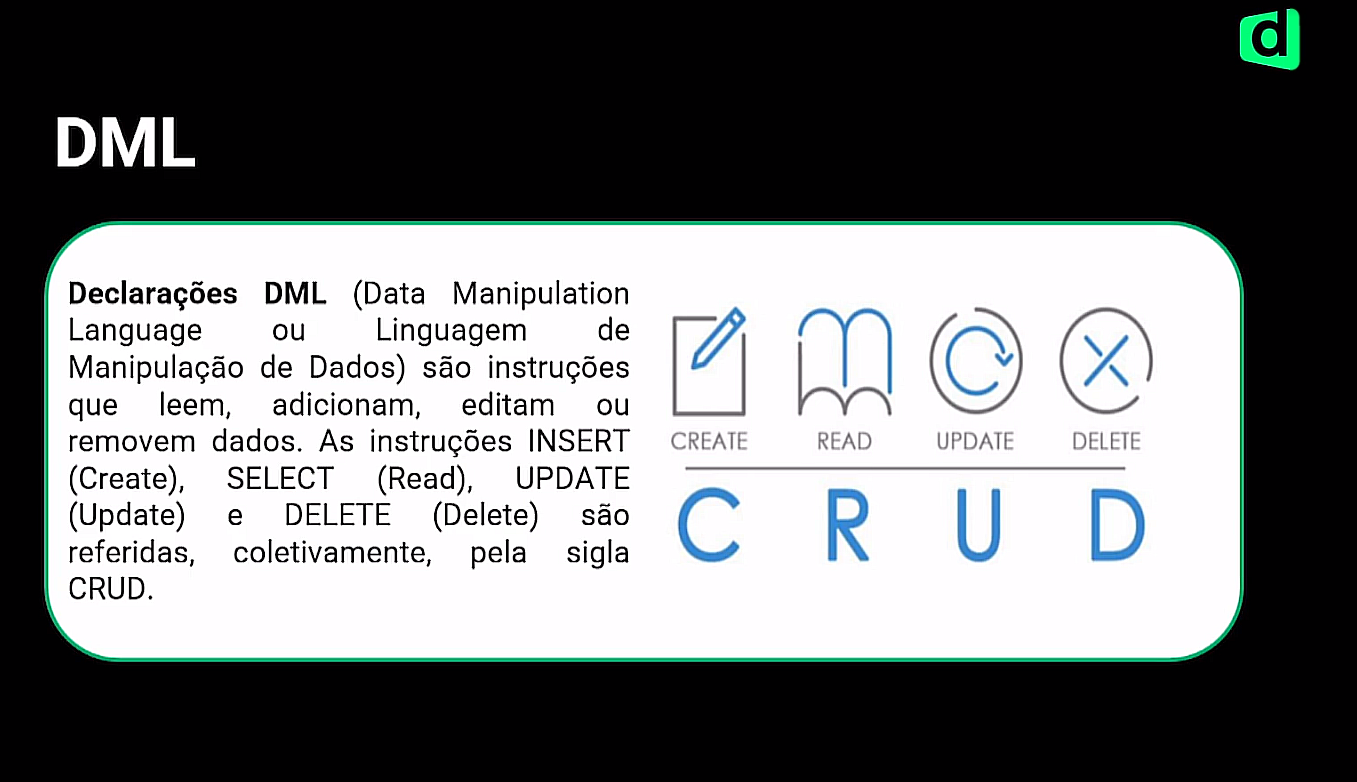 d
DML
Declarações DML (Data Manipulation
Language ou Linguagem de
Manipulação de Dados) são instruções
que leem, adicionam, editam ou
removem dados. As instruções INSERT
(Create), SELECT (Read), UPDATE
(Update) e DELETE (Delete) são
referidas, coletivamente, pela sigla
CRUD.
CREATE READ UPDATE DELETE
C R U D